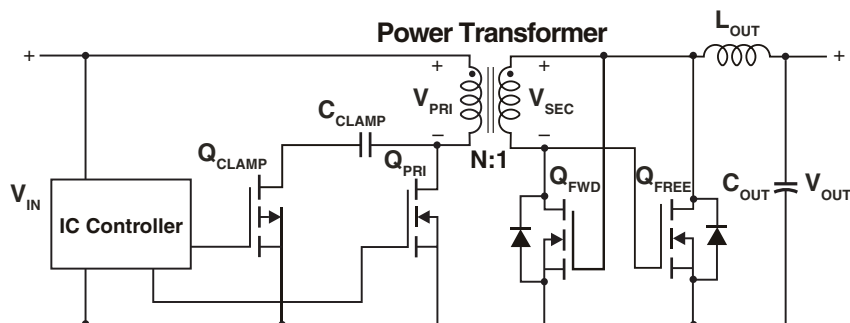 L_OUT
Power Transformer
+ + + +
V_PRI V_SEC
C_CLAMP
Q_CLAMP
Q_PRI
− −
N:1
Q_FWD Q_FREE
C_OUT V_OUT
V_IN
IC Controller